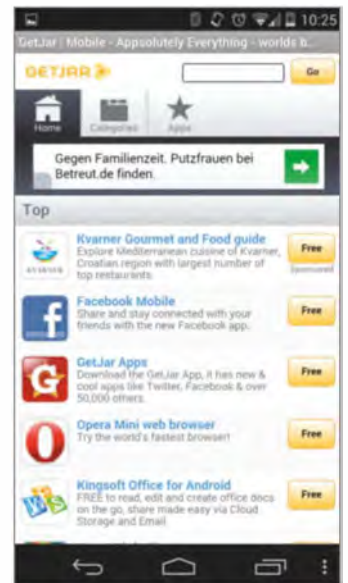 10:25
GetJar | Mobile - Appsolutely Everything - worlds b...
GETJAR
Go
Home
Categories
Apps
Gegen Familienzeit. Putzfrauen bei
Betreut.de finden.
Top
Kvarner Gourmet and Food guide
Explore Mediterranean cuisine of Kvarner,
Croatian region with largest number of
top restaurants.
Free
Sponsored
KVARNER
Facebook Mobile
Share and stay connected with your
friends with the new Facebook app.
Free
GetJar Apps
Download the GetJar App, it has new &
cool apps like Twitter, Facebook & over
50,000 others.
Free
Opera Mini web browser
Try the world's fastest browser!
Free
Kingsoft Office for Android
FREE to read, edit and create office docs
on the go, share made easy via Cloud
Storage and Email
Free